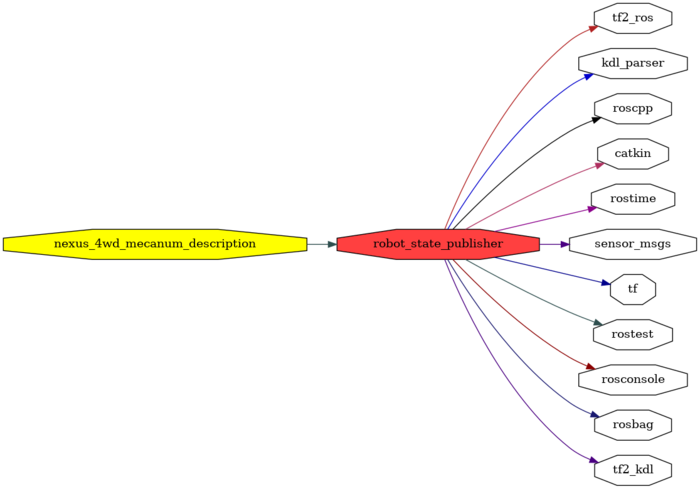 tf2_ros
kdl_parser
roscpp
catkin
rostime
nexus_4wd_mecanum_description
robot_state_publisher
sensor_msgs
tf
rostest
rosconsole
rosbag
tf2_kdl